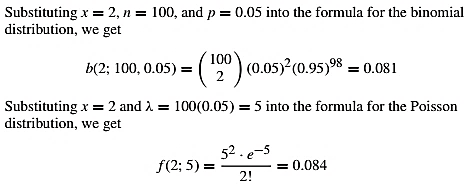 Substituting x = 2, n = 100, and p = 0.05 into the formula for the binomial
distribution, we get
b(2; 100, 0.05) = \binom{100}{2} (0.05)^2 (0.95)^{98} = 0.081
Substituting x = 2 and λ = 100(0.05) = 5 into the formula for the Poisson
distribution, we get
f(2; 5) = \frac{5^2 · e^{-5}}{2!} = 0.084